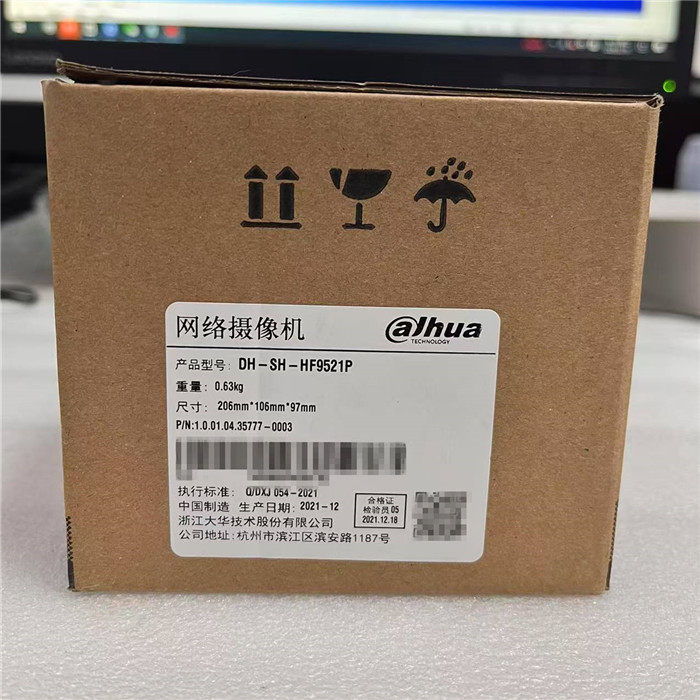 网络摄像机
alhua
TECHNOLOGY
产品型号: DH-SH-HF9521P
重量: 0.63kg
尺寸: 206mm*106mm*97mm
P/N:1.0.01.04.35777-0003
执行标准: Q/DXJ 054-2021
中国制造 生产日期: 2021-12
浙江大华技术股份有限公司
公司地址: 杭州市滨江区滨安路1187号
合格证
检验员05
2021.12.18